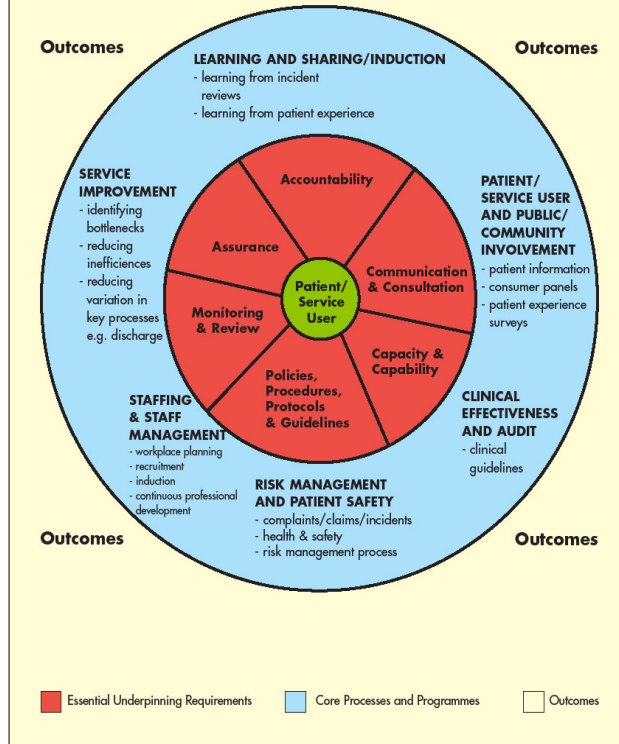 Outcomes
Outcomes
LEARNING AND SHARING/INDUCTION
- learning from incident
reviews
- learning from patient experience
SERVICE
IMPROVEMENT
- identifying
bottlenecks
- reducing
inefficiences
- reducing
variation in
key processes
e.g. discharge
Accountability
Assurance
PATIENT/
SERVICE USER
AND PUBLIC/
COMMUNITY
INVOLVEMENT
- patient information
- consumer panels
- patient experience
surveys
Communication
& Consultation
Patient/
Service
User
Monitoring
& Review
Capacity &
Capability
Policies,
Procedures,
Protocols
& Guidelines
STAFFING
& STAFF
MANAGEMENT
- workplace planning
- recruitment
- induction
- continuous professional
development
CLINICAL
EFFECTIVENESS
AND AUDIT
- clinical
guidelines
RISK MANAGEMENT
AND PATIENT SAFETY
- complaints/claims/incidents
- health & safety
- risk management process
Outcomes
Outcomes
Essential Underpinning Requirements
Core Processes and Programmes
Outcomes